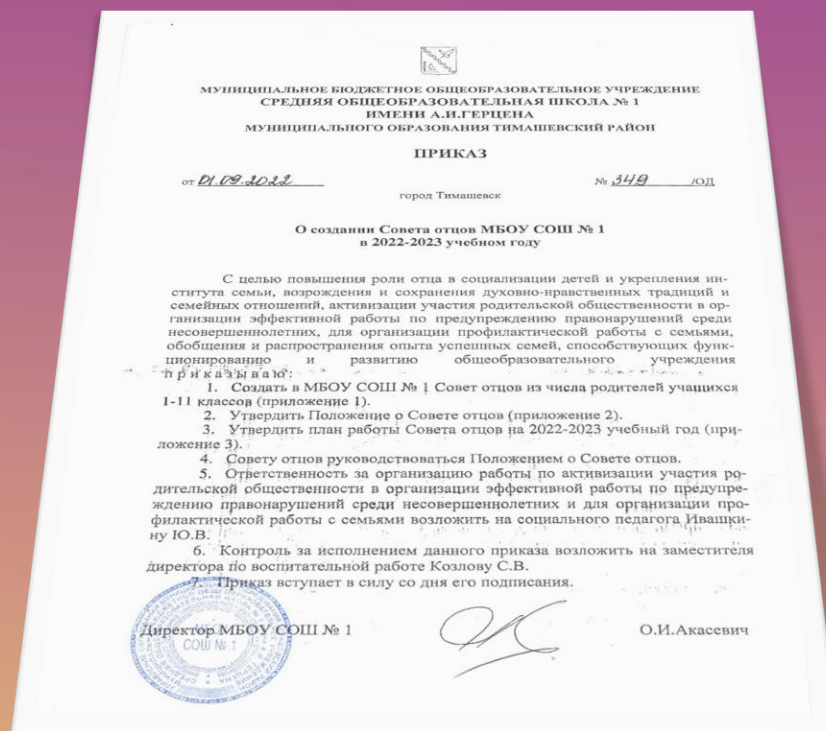 МУНИЦИПАЛЬНОЕ БЮДЖЕТНОЕ ОБЩЕОБРАЗОВАТЕЛЬНОЕ УЧРЕЖДЕНИЕ
СРЕДНЯЯ ОБЩЕОБРАЗОВАТЕЛЬНАЯ ШКОЛА № 1
ИМЕНИ А.И.ГЕРЦЕНА
МУНИЦИПАЛЬНОГО ОБРАЗОВАНИЯ ТИМАШЕВСКИЙ РАЙОН
ПРИКАЗ
от 01.09.2022 № 349 /ОД
город Тимашевск
О создании Совета отцов МБОУ СОШ № 1
в 2022-2023 учебном году
С целью повышения роли отца в социализации детей и укрепления ин-
ститута семьи, возрождения и сохранения духовно-нравственных традиций и
семейных отношений, активизации участия родительской общественности в ор-
ганизации эффективной работы по предупреждению правонарушений среди
несовершеннолетних, для организации профилактической работы с семьями,
обобщения и распространения опыта успешных семей, способствующих функ-
ционированию и развитию общеобразовательного учреждения
п р и к а з ы в а ю:
1. Создать в МБОУ СОШ № 1 Совет отцов из числа родителей учащихся
1-11 классов (приложение 1).
2. Утвердить Положение о Совете отцов (приложение 2).
3. Утвердить план работы Совета отцов на 2022-2023 учебный год (при-
ложение 3).
4. Совету отцов руководствоваться Положением о Совете отцов.
5. Ответственность за организацию работы по активизации участия ро-
дительской общественности в организации эффективной работы по предупре-
ждению правонарушений среди несовершеннолетних и для организации про-
филактической работы с семьями возложить на социального педагога Ивашки-
ну Ю.В.
6. Контроль за исполнением данного приказа возложить на заместителя
директора по воспитательной работе Козлову С.В.
7. Приказ вступает в силу со дня его подписания.
Директор МБОУ СОШ № 1 О.И.Акасевич
МБОУ
СОШ № 1